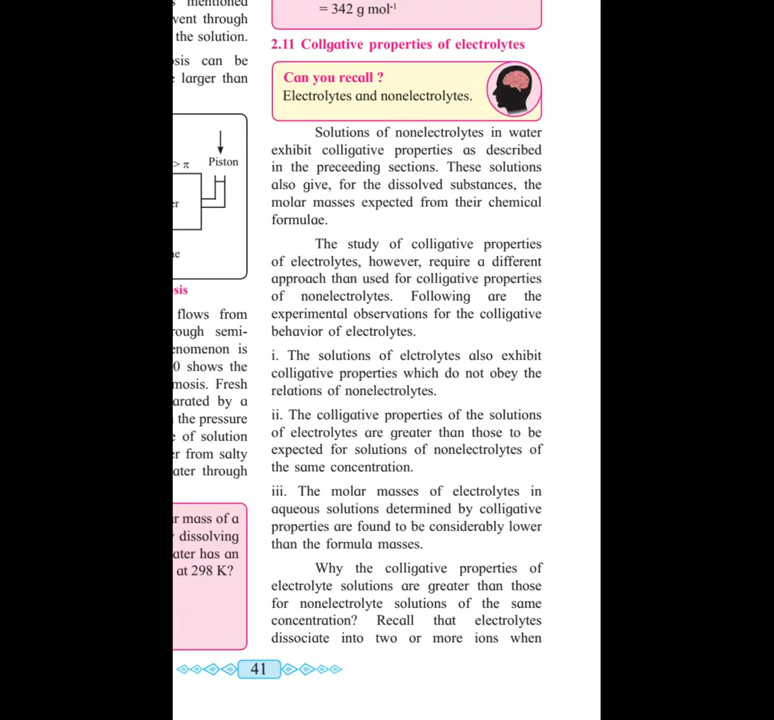 mentioned
vent through
the solution.
sis can be
larger than
> π
Piston
er
ne
sis
flows from
rough semi-
enomenon is
0 shows the
mosis. Fresh
arated by a
the pressure
e of solution
er from salty
ater through
r mass of a
dissolving
ater has an
at 298 K?
= 342 g mol⁻¹
2.11 Collgative properties of electrolytes
Can you recall ?
Electrolytes and nonelectrolytes.
Solutions of nonelectrolytes in water
exhibit colligative properties as described
in the preceeding sections. These solutions
also give, for the dissolved substances, the
molar masses expected from their chemical
formulae.
The study of colligative properties
of electrolytes, however, require a different
approach than used for colligative properties
of nonelectrolytes. Following are the
experimental observations for the colligative
behavior of electrolytes.
i. The solutions of elctrolytes also exhibit
colligative properties which do not obey the
relations of nonelectrolytes.
ii. The colligative properties of the solutions
of electrolytes are greater than those to be
expected for solutions of nonelectrolytes of
the same concentration.
iii. The molar masses of electrolytes in
aqueous solutions determined by colligative
properties are found to be considerably lower
than the formula masses.
Why the colligative properties of
electrolyte solutions are greater than those
for nonelectrolyte solutions of the same
concentration? Recall that electrolytes
dissociate into two or more ions when
41